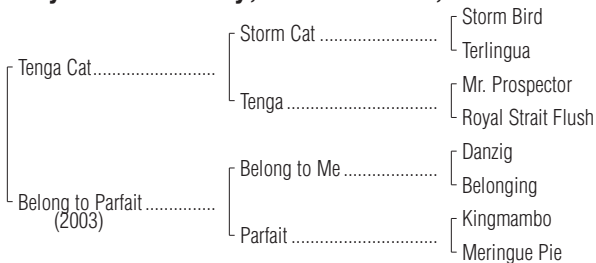 Storm Bird
Storm Cat ........................
Terlingua
Tenga Cat.........................
Mr. Prospector
Tenga ...............................
Royal Strait Flush
Danzig
Belong to Me ...................
Belonging
Belong to Parfait ..............
(2003)
Kingmambo
Parfait ..............................
Meringue Pie